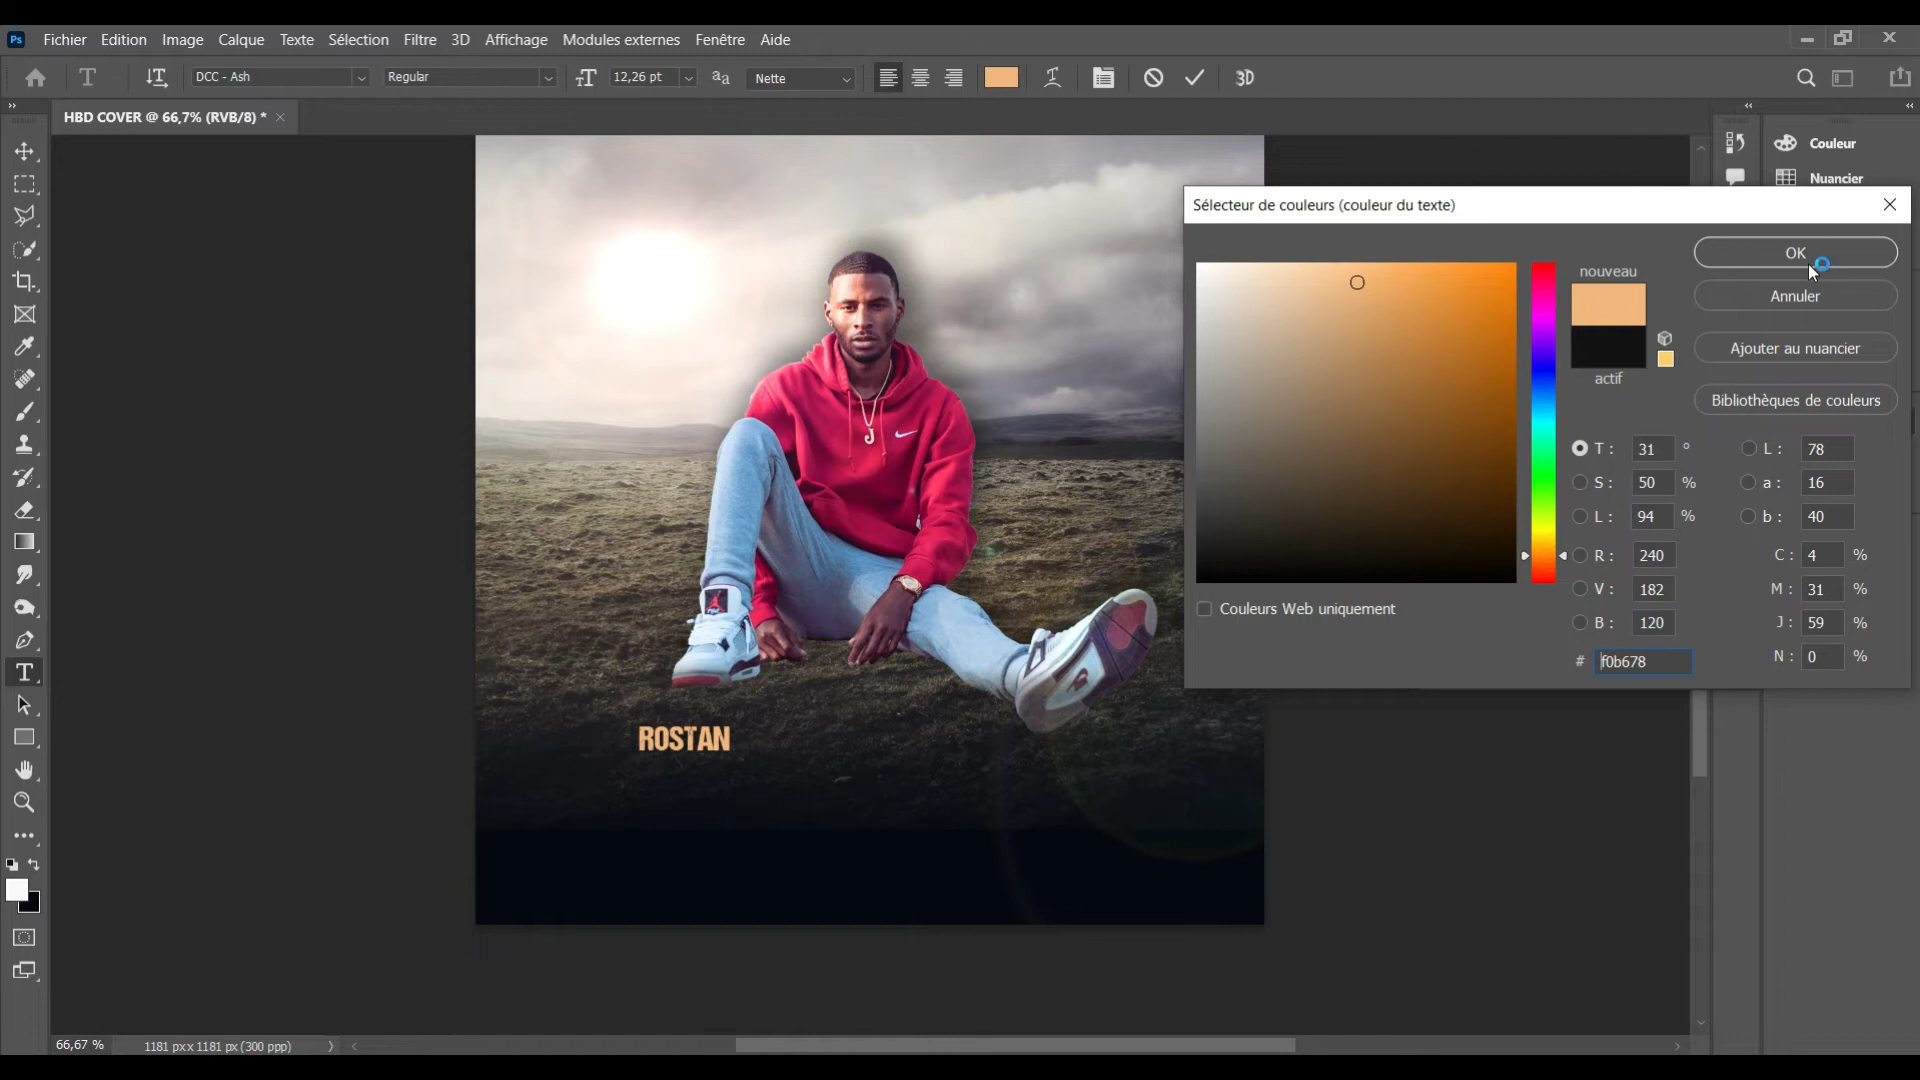 Ps Fichier Edition Image Calque Texte Sélection Filtre 3D Affichage Modules externes Fenêtre Aide
DCC - Ash Regular 12,26 pt aa Nette 3D
HBD COVER @ 66,7% (RVB/8) *
Couleur
Nuancier
Sélecteur de couleurs (couleur du texte)
OK
nouveau
Annuler
Ajouter au nuancier
actif
Bibliothèques de couleurs
T : 31 ° L : 78
S : 50 % a : 16
L : 94 % b : 40
R : 240 C : 4 %
V : 182 M : 31 %
Couleurs Web uniquement
B : 120 J : 59 %
# f0b678 N : 0 %
J
ROSTAN
66,67 % 1181 px x 1181 px (300 ppp)